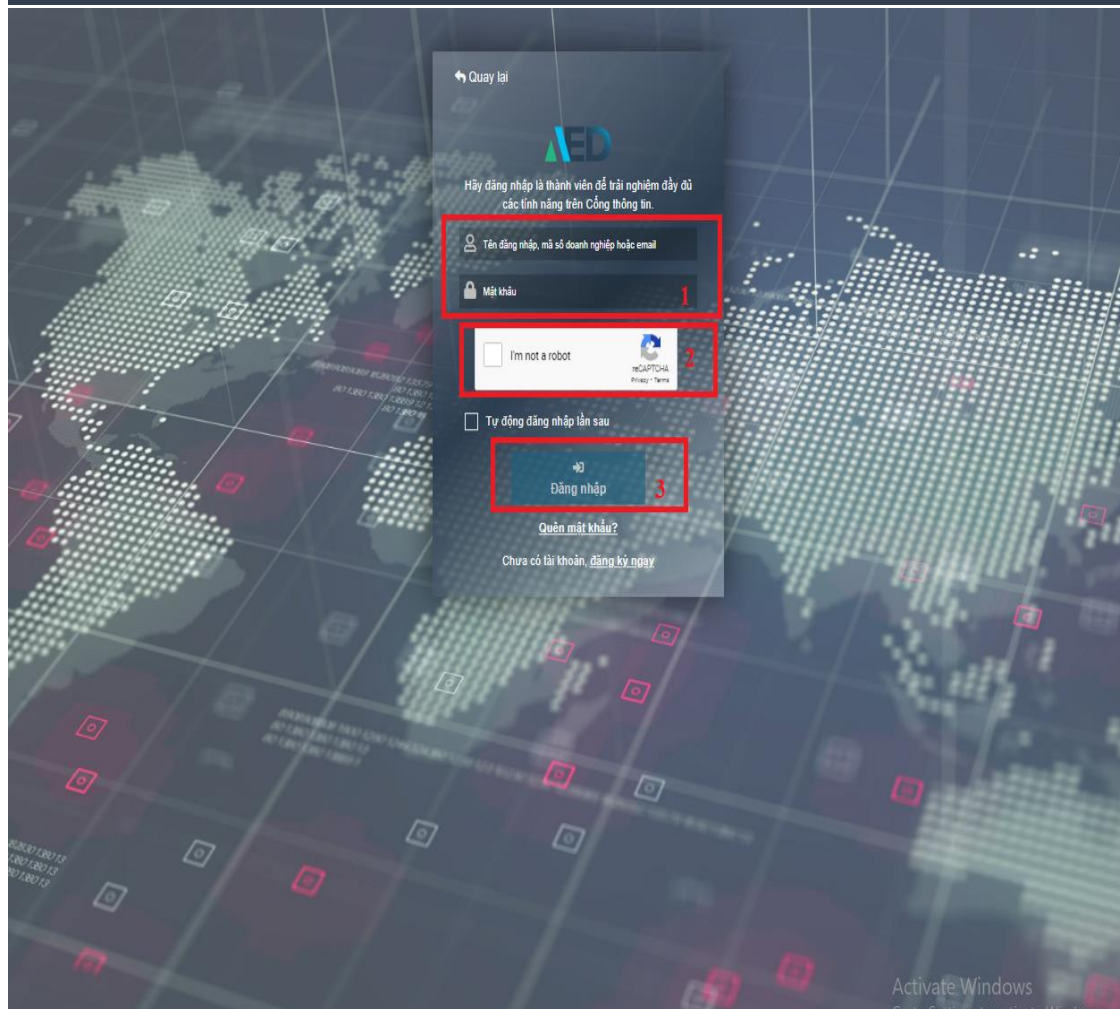 Quay lại
AED
Hãy đăng nhập là thành viên để trải nghiệm đầy đủ
các tính năng trên Cổng thông tin.
Tên đăng nhập, mã số doanh nghiệp hoặc email
Mật khẩu
1
I'm not a robot
reCAPTCHA
Privacy - Terms
2
Tự động đăng nhập lần sau
Đăng nhập
3
Quên mật khẩu?
Chưa có tài khoản, đăng ký ngay
Activate Windows